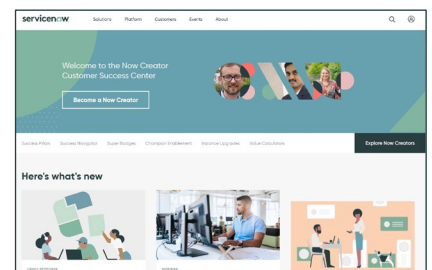 servicenow
Solutions Platform Customers Events About
Welcome to the Now Creator
Customer Success Center
Become a Now Creator
Success Pillars Success Navigator Super Badges Champion Enablement Instance Upgrades Value Calculators
Explore Now Creators
Here's what's new